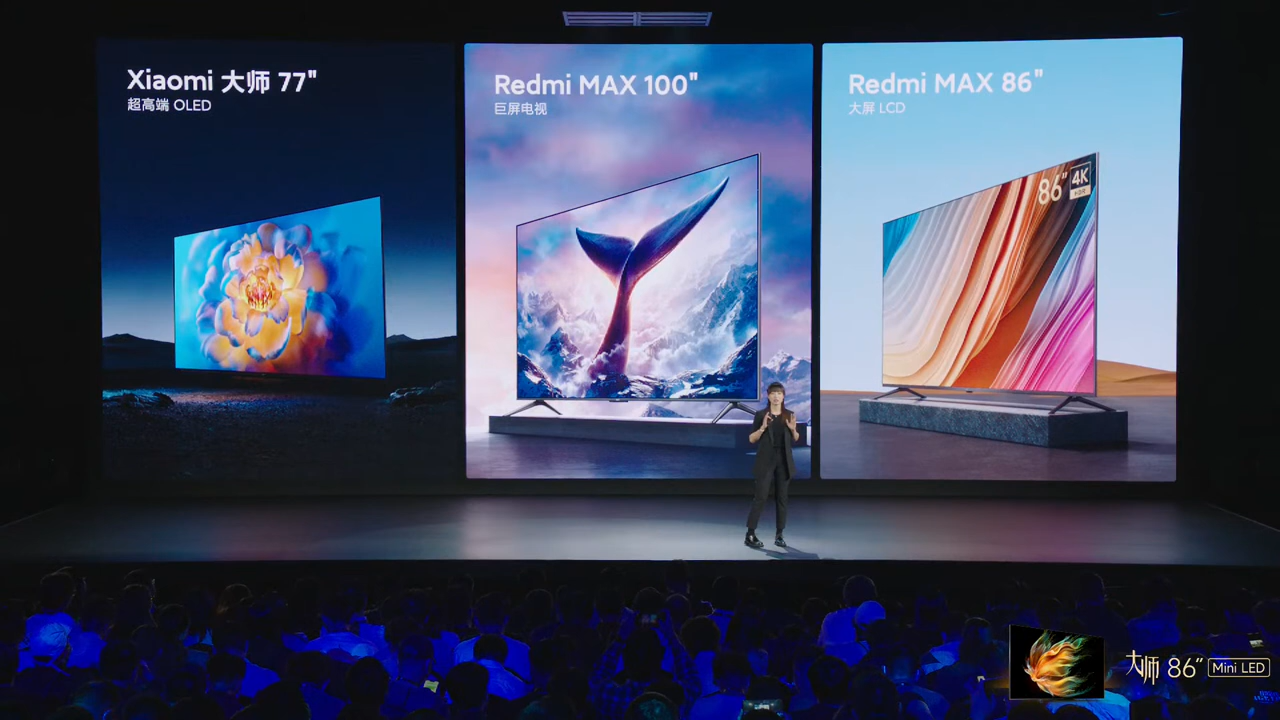 Xiaomi 大师 77"
超高端 OLED
Redmi MAX 100"
巨屏电视
Redmi MAX 86"
大屏 LCD
86"
4K
大师 86" Mini LED